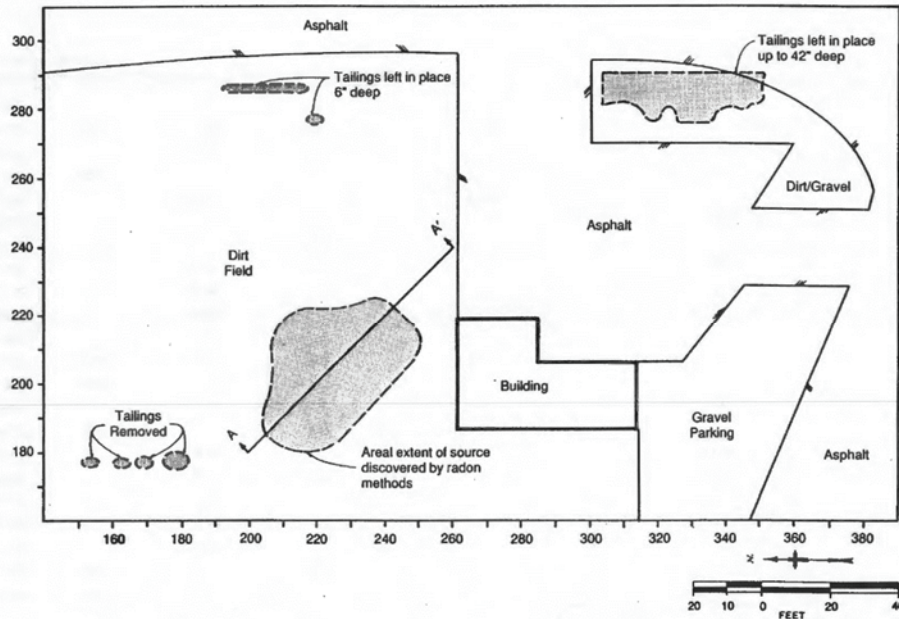 Asphalt
300
280
260
240
220
200
180
Tailings left in place
6" deep
Tailings left in place
up to 42" deep
Dirt/Gravel
Asphalt
Dirt
Field
A'
A
Building
Tailings
Removed
Areal extent of source
discovered by radon
methods
Gravel
Parking
Asphalt
160
180
200
220
240
260
280
300
320
340
360
380
N
20 10 0 20 40
FEET